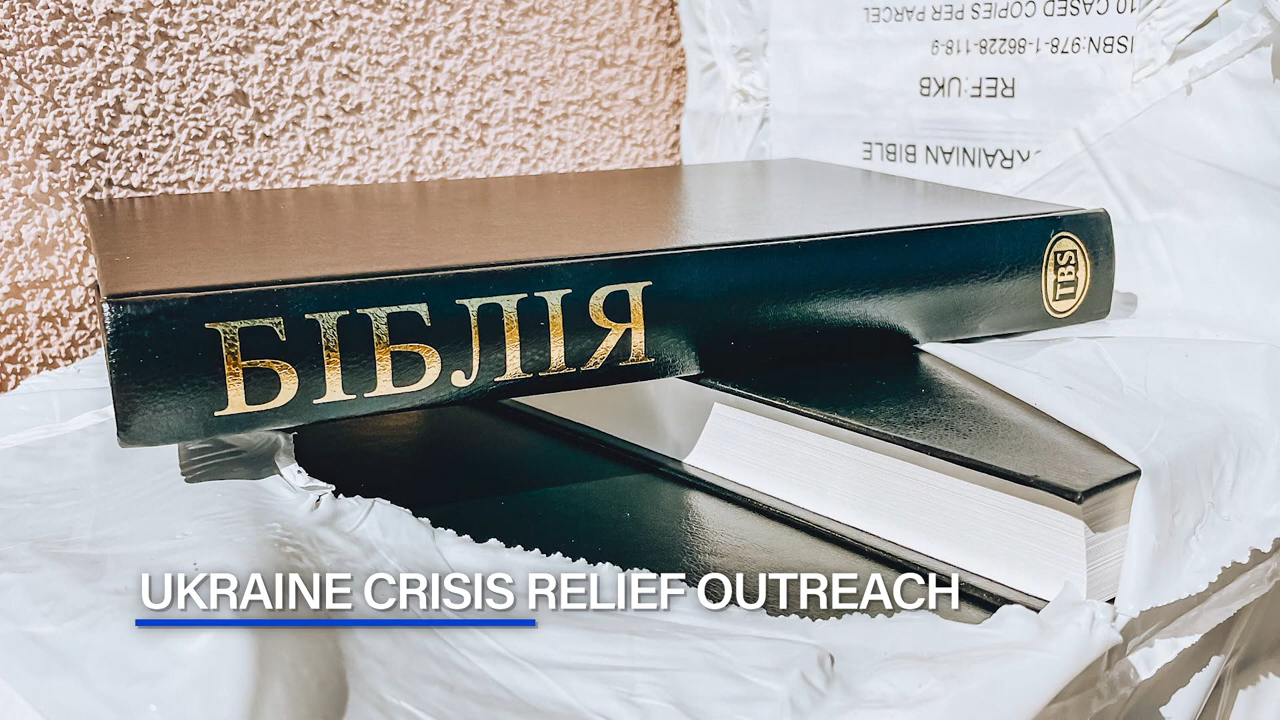 10 CASED COPIES PER PARCEL
ISBN:978-1-86228-118-9
REF:UKB
KRAINIAN BIBLE
БІБЛІЯ
TBS
UKRAINE CRISIS RELIEF OUTREACH